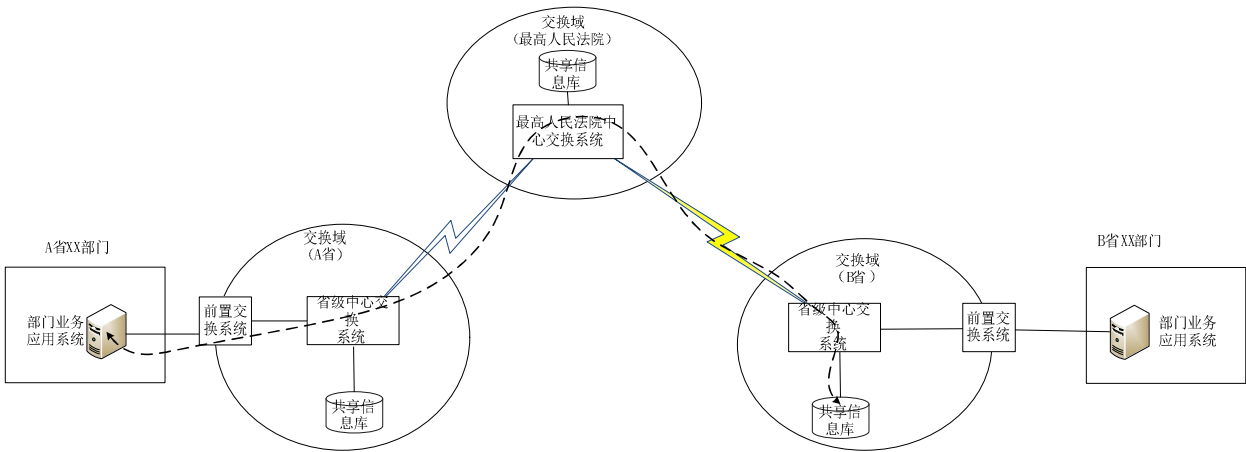 交换域
（最高人民法院）
共享信
息库
最高人民法院中
心交换系统
A省XX部门
部门业务
应用系统
交换域
（A省）
前置交
换系统
省级中心交
换
系统
共享信
息库
交换域
（B省 ）
省级中心交
换
系统
前置交
换系统
共享信
息库
B省XX部门
部门业务
应用系统